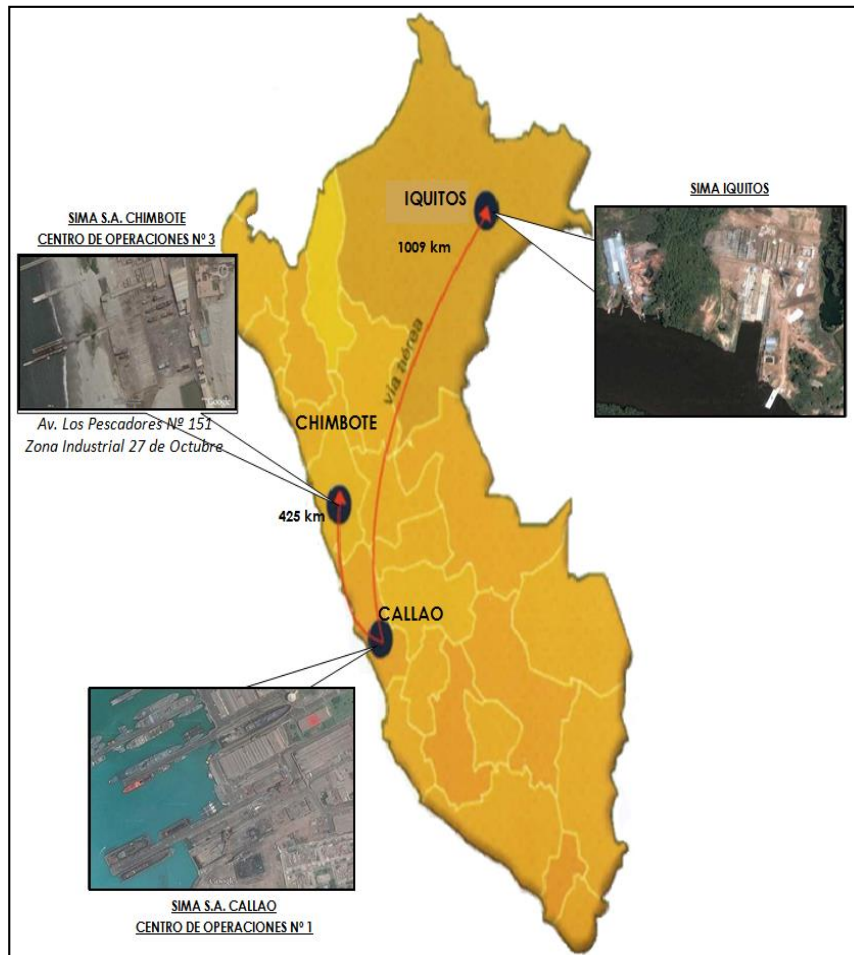 IQUITOS
SIMA IQUITOS
SIMA S.A. CHIMBOTE
CENTRO DE OPERACIONES Nº 3
1009 km
vía aérea
Google
Av. Los Pescadores Nº 151
Zona Industrial 27 de Octubre
CHIMBOTE
425 km
CALLAO
SIMA S.A. CALLAO
CENTRO DE OPERACIONES Nº 1